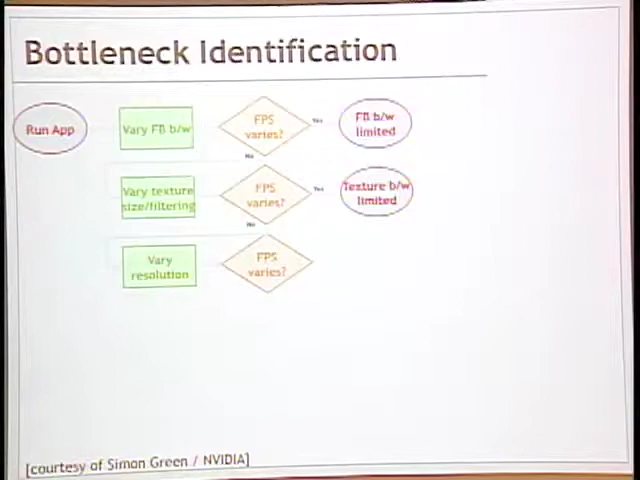 Bottleneck Identification
Run App
Vary FB b/w
FPS
varies?
Yes
FB b/w
limited
No
Vary texture
size/filtering
FPS
varies?
Yes
Texture b/w
limited
No
Vary
resolution
FPS
varies?
[courtesy of Simon Green / NVIDIA]